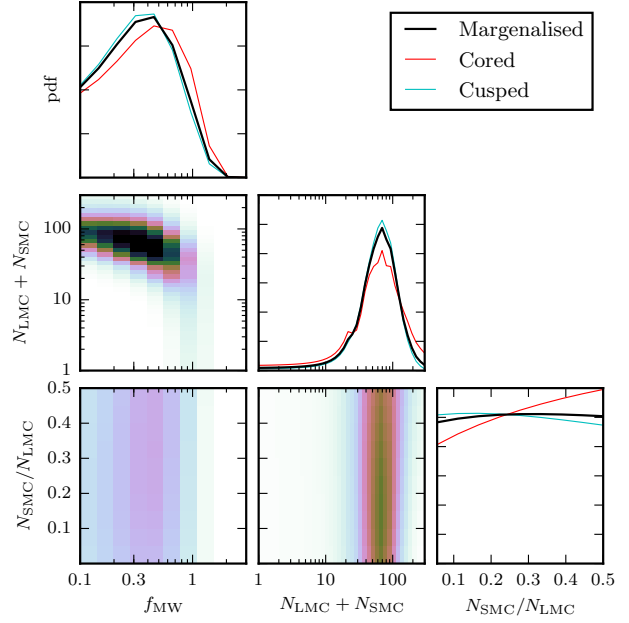 pdf
Margenalised
Cored
Cusped
N_LMC + N_SMC
100
10
1
N_SMC/N_LMC
0.5
0.4
0.3
0.2
0.1
0.1 0.3 1
f_MW
1 10 100
N_LMC + N_SMC
0.1 0.2 0.3 0.4 0.5
N_SMC/N_LMC